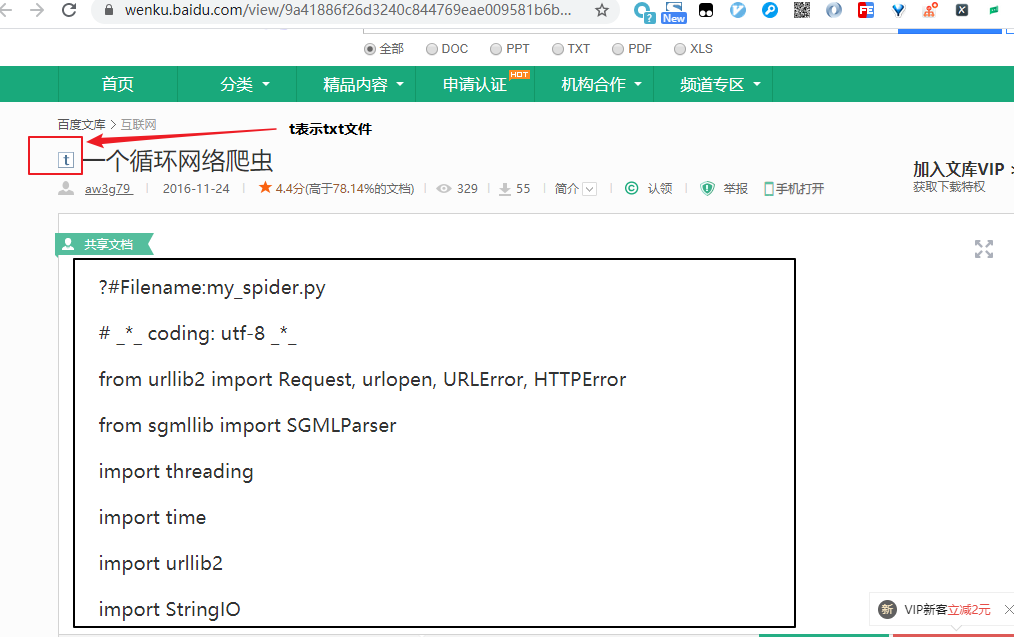 wenku.baidu.com/view/9a41886f26d3240c844769eae009581b6b...
?
New
FE
X
全部 DOC PPT TXT PDF XLS
首页 分类 精品内容 申请认证 HOT 机构合作 频道专区
百度文库 > 互联网
t表示txt文件
t 一个循环网络爬虫
aw3g79 2016-11-24 4.4分(高于78.14%的文档) 329 55 简介 认领 举报 手机打开
加入文库VIP >
获取下载特权
共享文档
?#Filename:my_spider.py
# _*_ coding: utf-8 _*_
from urllib2 import Request, urlopen, URLError, HTTPError
from sgmllib import SGMLParser
import threading
import time
import urllib2
import StringIO
新 VIP新客立减2元